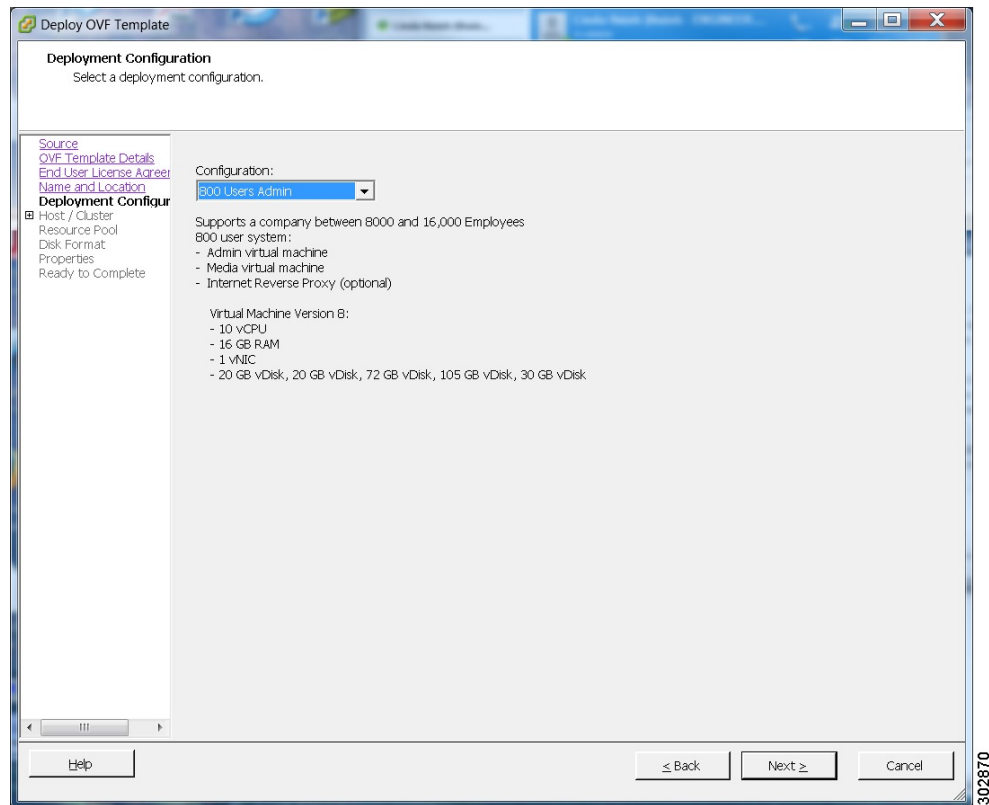 Deploy OVF Template
Deployment Configuration
Select a deployment configuration.
Source
OVF Template Details
End User License Agreer
Name and Location
Deployment Configur
Host / Cluster
Resource Pool
Disk Format
Properties
Ready to Complete
Configuration:
800 Users Admin
Supports a company between 8000 and 16,000 Employees
800 user system:
- Admin virtual machine
- Media virtual machine
- Internet Reverse Proxy (optional)
Virtual Machine Version 8:
- 10 vCPU
- 16 GB RAM
- 1 vNIC
- 20 GB vDisk, 20 GB vDisk, 72 GB vDisk, 105 GB vDisk, 30 GB vDisk
Help
≤ Back
Next ≥
Cancel
302870